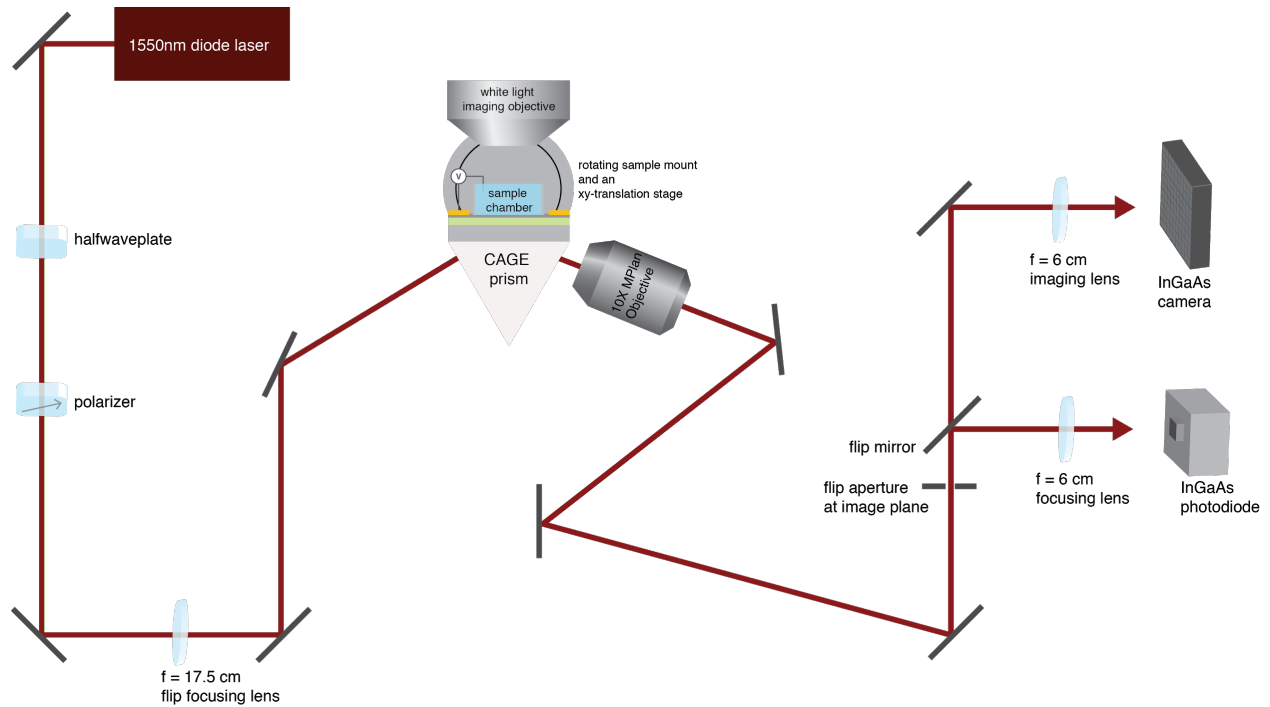 1550nm diode laser
white light
imaging objective
rotating sample mount
and an
xy-translation stage
V
sample
chamber
halfwaveplate
CAGE
prism
10X MPlan
Objective
f = 6 cm
imaging lens
InGaAs
camera
polarizer
flip mirror
flip aperture
at image plane
f = 6 cm
focusing lens
InGaAs
photodiode
f = 17.5 cm
flip focusing lens